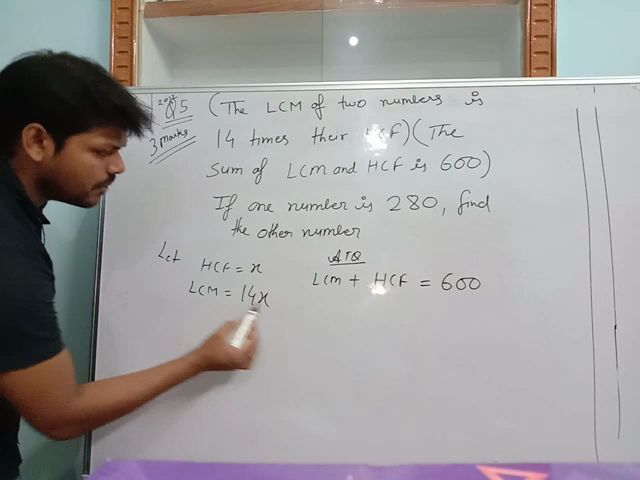 2012
Q5 (The LCM of two numbers is
3 marks
14 times their HCF) (The
Sum of LCM and HCF is 600)
If one number is 280, find
the other number
Let
HCF = x
LCM = 14x
ATQ
LCM + HCF = 600